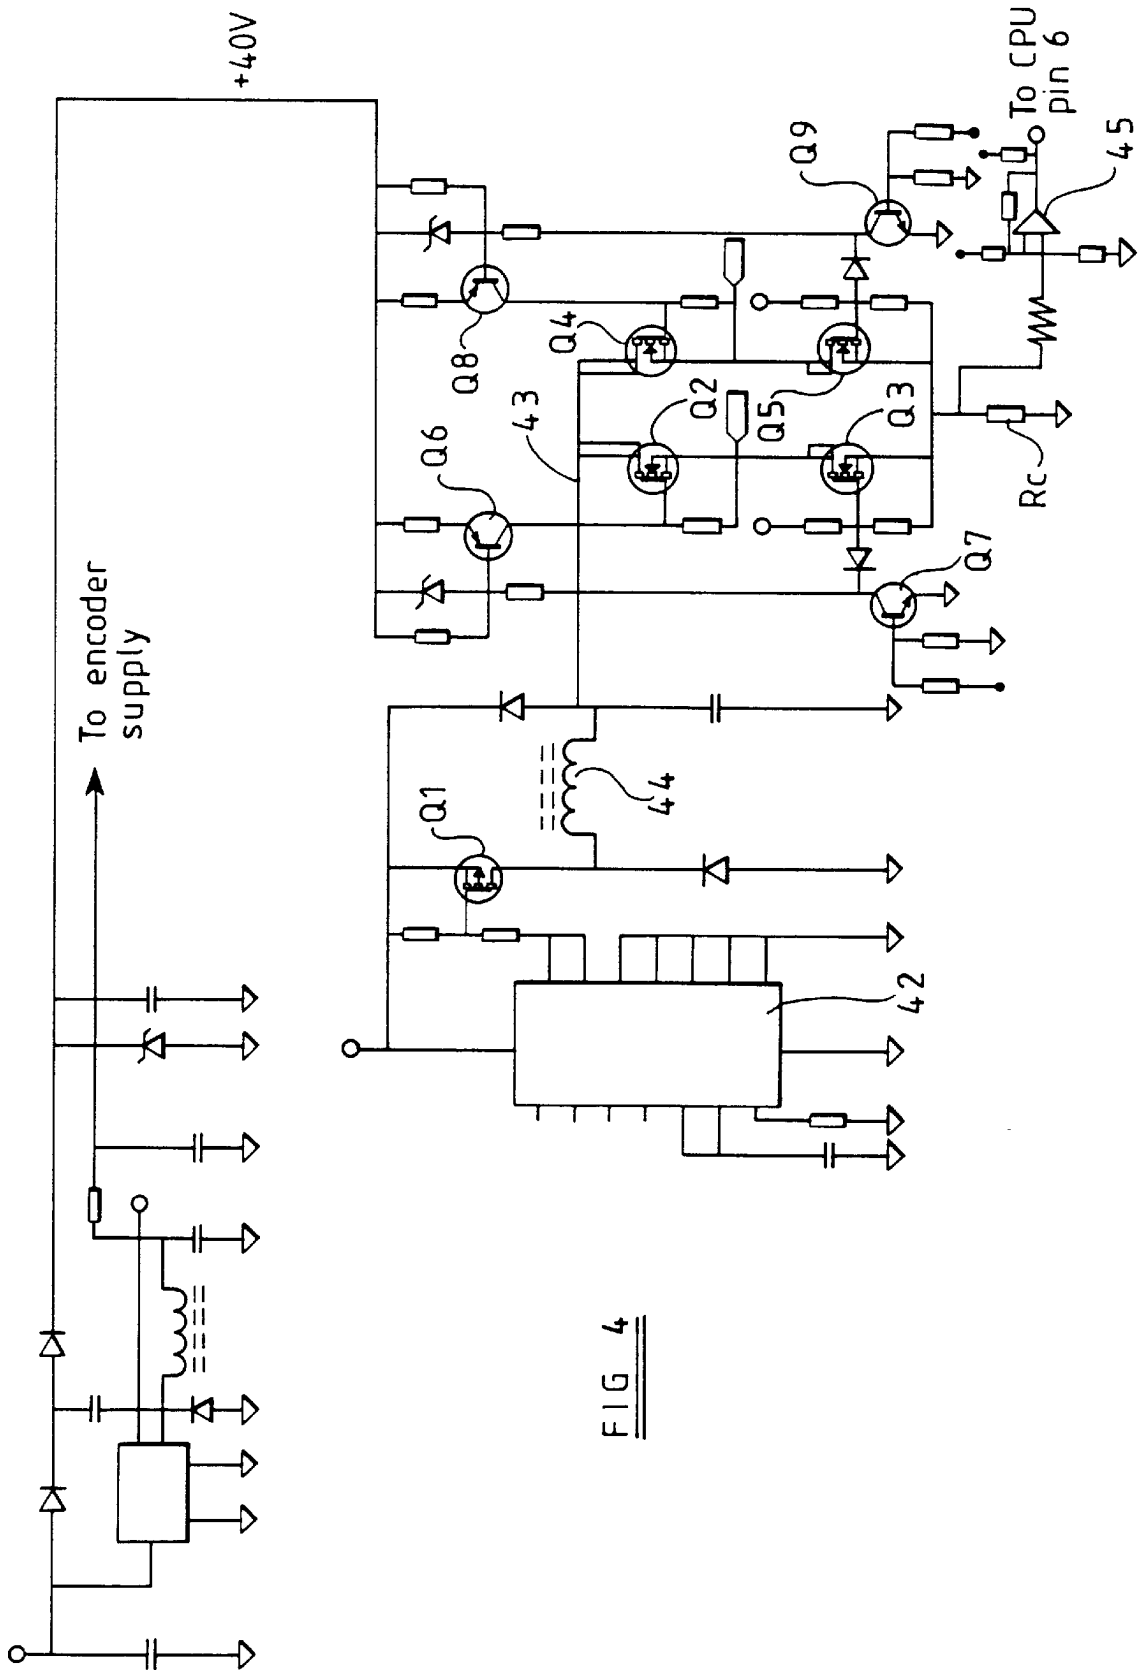 +40V
To encoder
supply
Q8
Q6
43
Q4
Q2
Q5
Q3
Q9
To CPU
pin 6
45
Rc
Q7
Q1
44
42
FIG 4